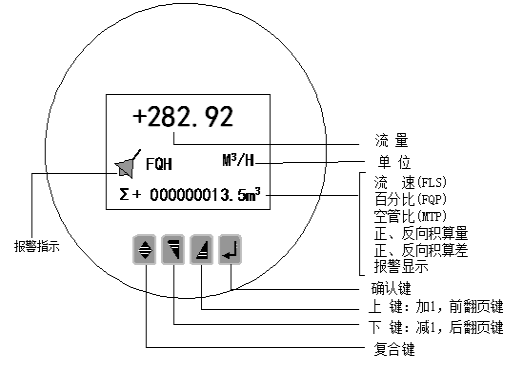 +282.92
FQH
M³/H
Σ+ 000000013.5m³
流 量
单 位
流 速(FLS)
百分比(FQP)
空管比(MTP)
正、反向积算量
正、反向积算差
报警显示
报警指示
确认键
上 键：加1，前翻页键
下 键：减1，后翻页键
复合键